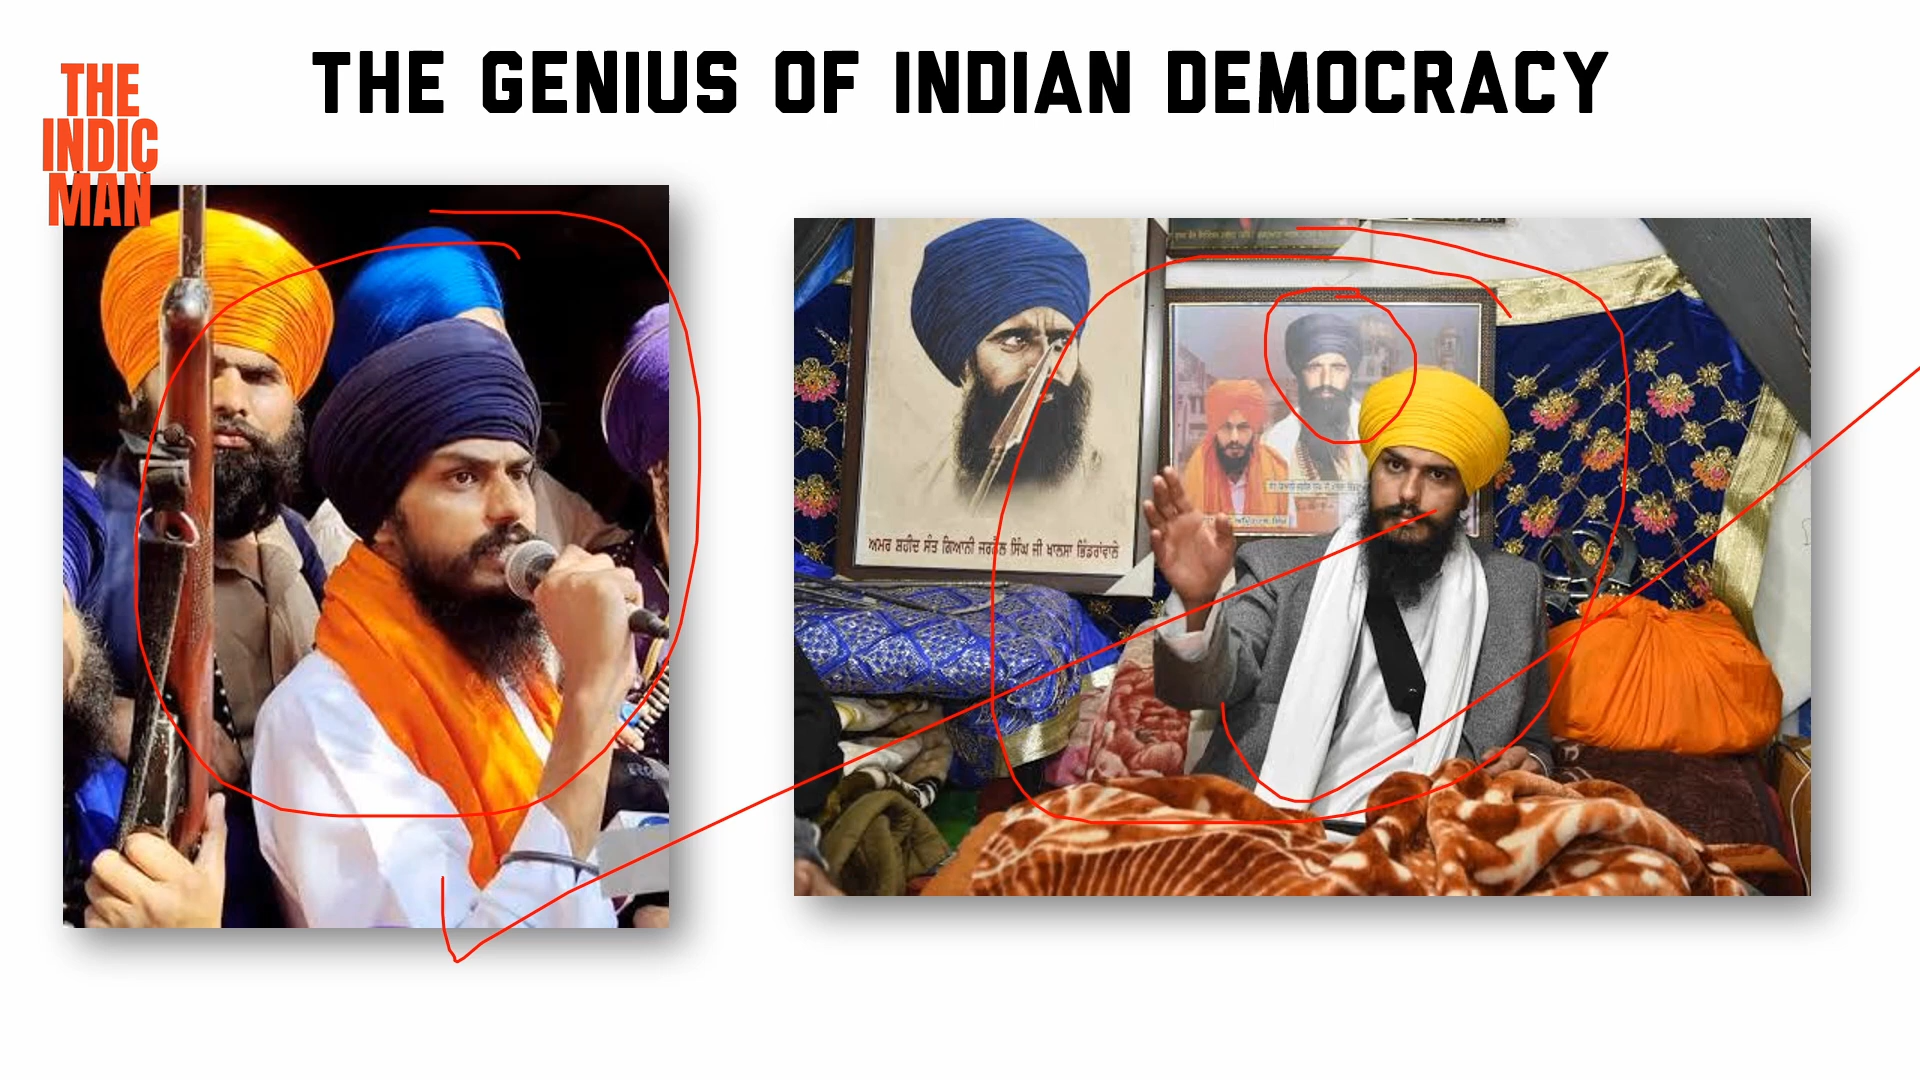 THE GENIUS OF INDIAN DEMOCRACY
THE
INDIC
MAN
ਅਮਰ ਸ਼ਹੀਦ ਸੰਤ ਗਿਆਨੀ ਜਰਨੈਲ ਸਿੰਘ ਜੀ ਖਾਲਸਾ ਭਿੰਡਰਾਂਵਾਲੇ